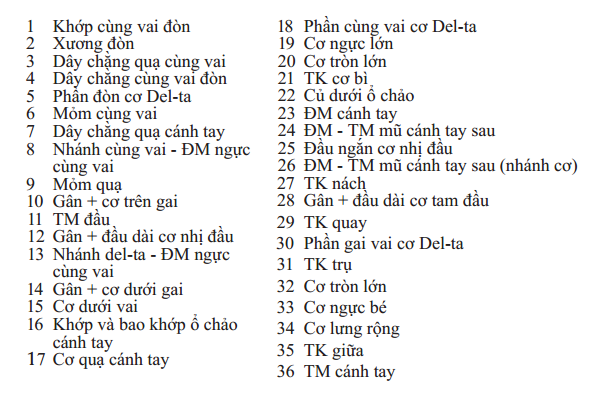 1 Khớp cùng vai đòn
2 Xương đòn
3 Dây chằng quạ cùng vai
4 Dây chằng cùng vai đòn
5 Phần đòn cơ Del-ta
6 Mỏm cùng vai
7 Dây chằng quạ cánh tay
8 Nhánh cùng vai - ĐM ngực
cùng vai
9 Mỏm quạ
10 Gân + cơ trên gai
11 TM đầu
12 Gân + đầu dài cơ nhị đầu
13 Nhánh del-ta - ĐM ngực
cùng vai
14 Gân + cơ dưới gai
15 Cơ dưới vai
16 Khớp và bao khớp ổ chảo
cánh tay
17 Cơ quạ cánh tay
18 Phần cùng vai cơ Del-ta
19 Cơ ngực lớn
20 Cơ tròn lớn
21 TK cơ bì
22 Củ dưới ổ chảo
23 ĐM cánh tay
24 ĐM - TM mũ cánh tay sau
25 Đầu ngắn cơ nhị đầu
26 ĐM - TM mũ cánh tay sau (nhánh cơ)
27 TK nách
28 Gân + đầu dài cơ tam đầu
29 TK quay
30 Phần gai vai cơ Del-ta
31 TK trụ
32 Cơ tròn lớn
33 Cơ ngực bé
34 Cơ lưng rộng
35 TK giữa
36 TM cánh tay